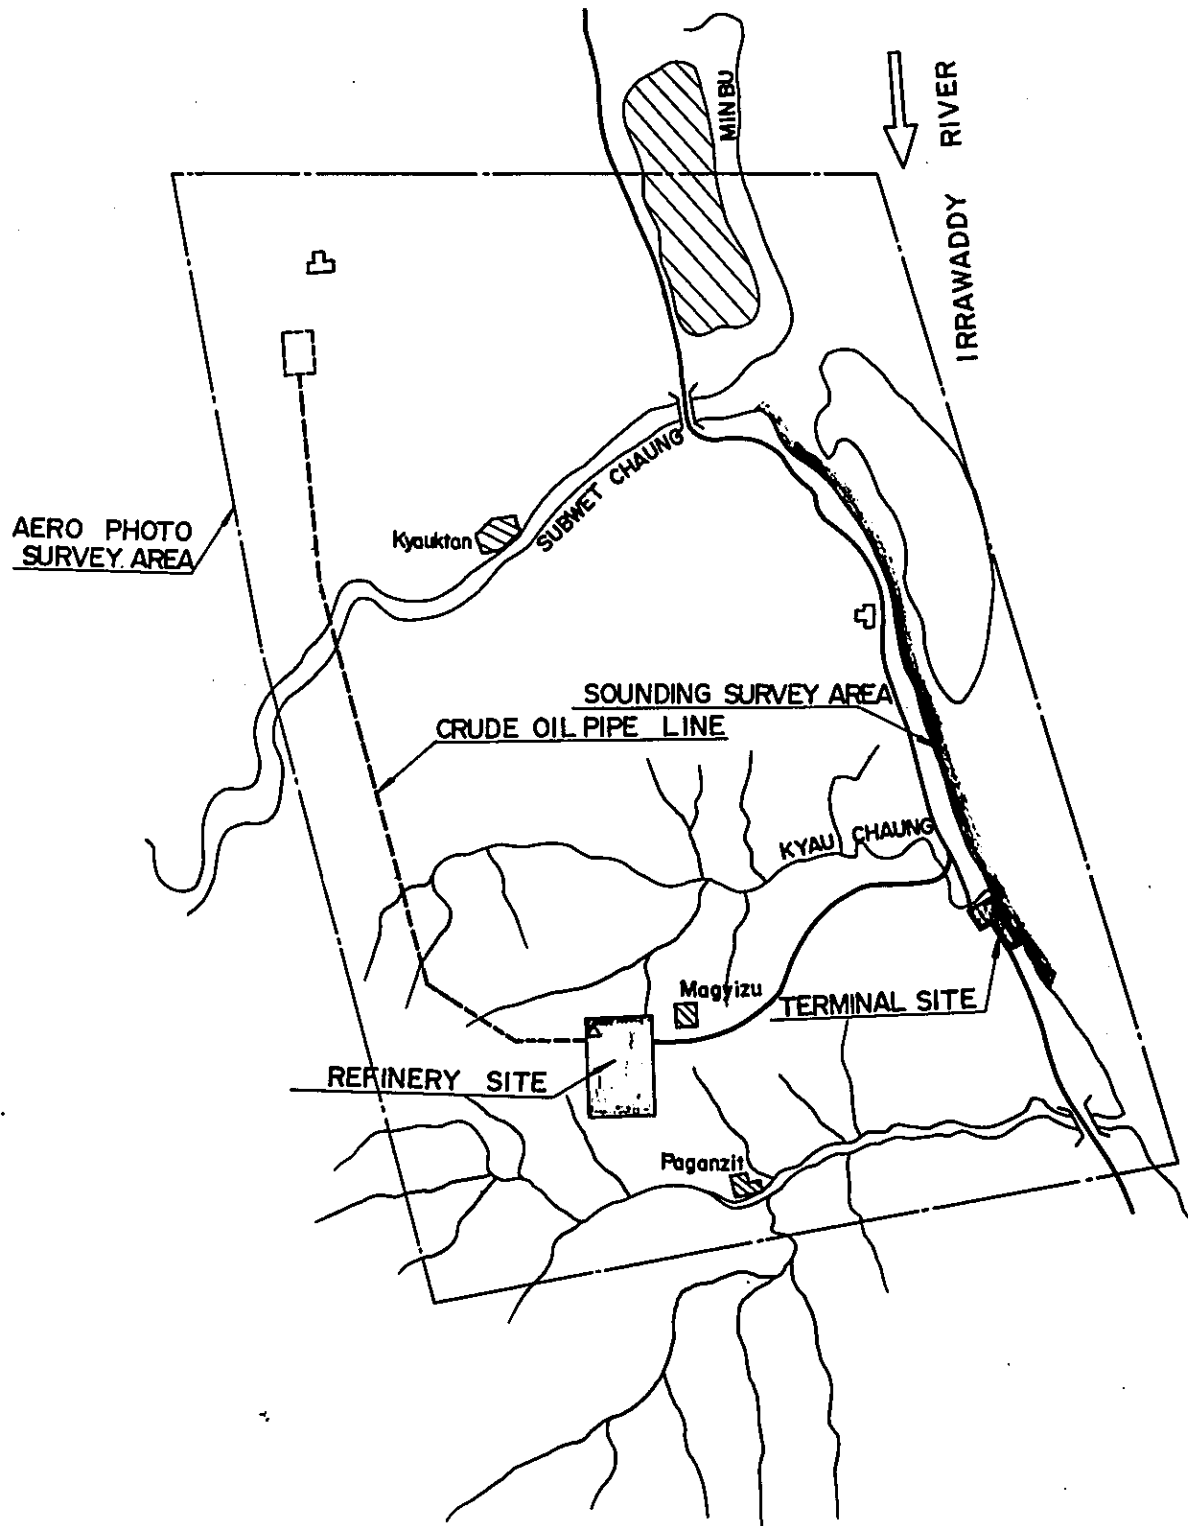 MINBU
IRRAWADDY RIVER
AERO PHOTO
SURVEY AREA
Kyauktan
SUBWET CHAUNG
SOUNDING SURVEY AREA
CRUDE OIL PIPE LINE
KYAU CHAUNG
Magyizu
TERMINAL SITE
REFINERY SITE
Paganzit